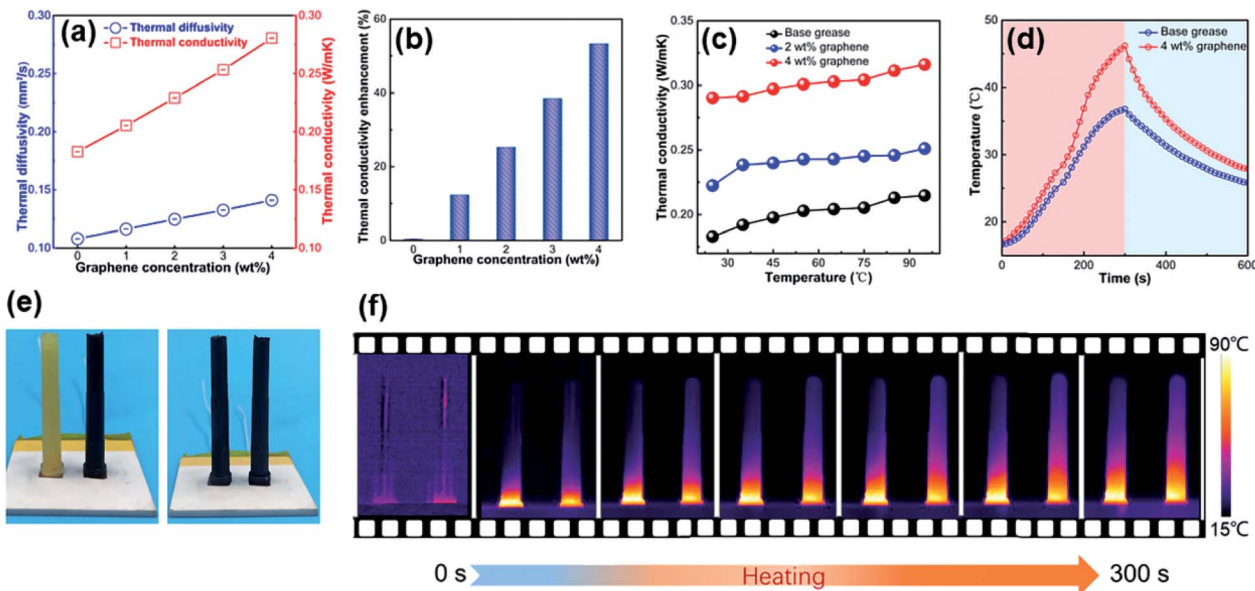 (a)
Thermal diffusivity
Thermal conductivity
Thermal diffusivity (mm²/s)
0.30
0.25
0.20
0.15
0.10
0.30
0.25
0.20
0.15
0.10
Thermal conductivity (W/mK)
0 1 2 3 4
Graphene concentration (wt%)
(b)
Themal conductivity enhancement (%)
60
40
20
0
0 1 2 3 4
Graphene concentration (wt%)
(c)
Base grease
2 wt% graphene
4 wt% graphene
Thermal conductivity (W/mK)
0.35
0.30
0.25
0.20
30 45 60 75 90
Temperature (℃)
(d)
Base grease
4 wt% graphene
Temperature (℃)
50
40
30
20
0 200 400 600
Time (s)
(e)
(f)
90℃
15℃
0 s
Heating
300 s